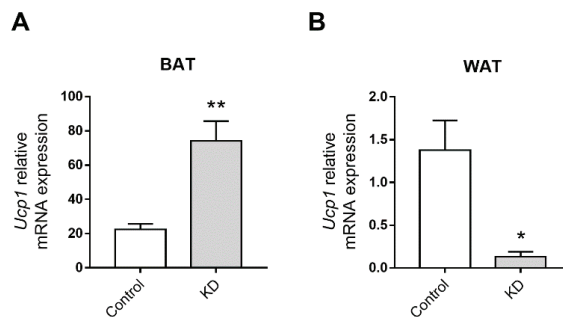 A
BAT
Ucp1 relative
mRNA expression
100
80
60
40
20
0
**
Control
KD
B
WAT
Ucp1 relative
mRNA expression
2.0
1.5
1.0
0.5
0.0
*
Control
KD